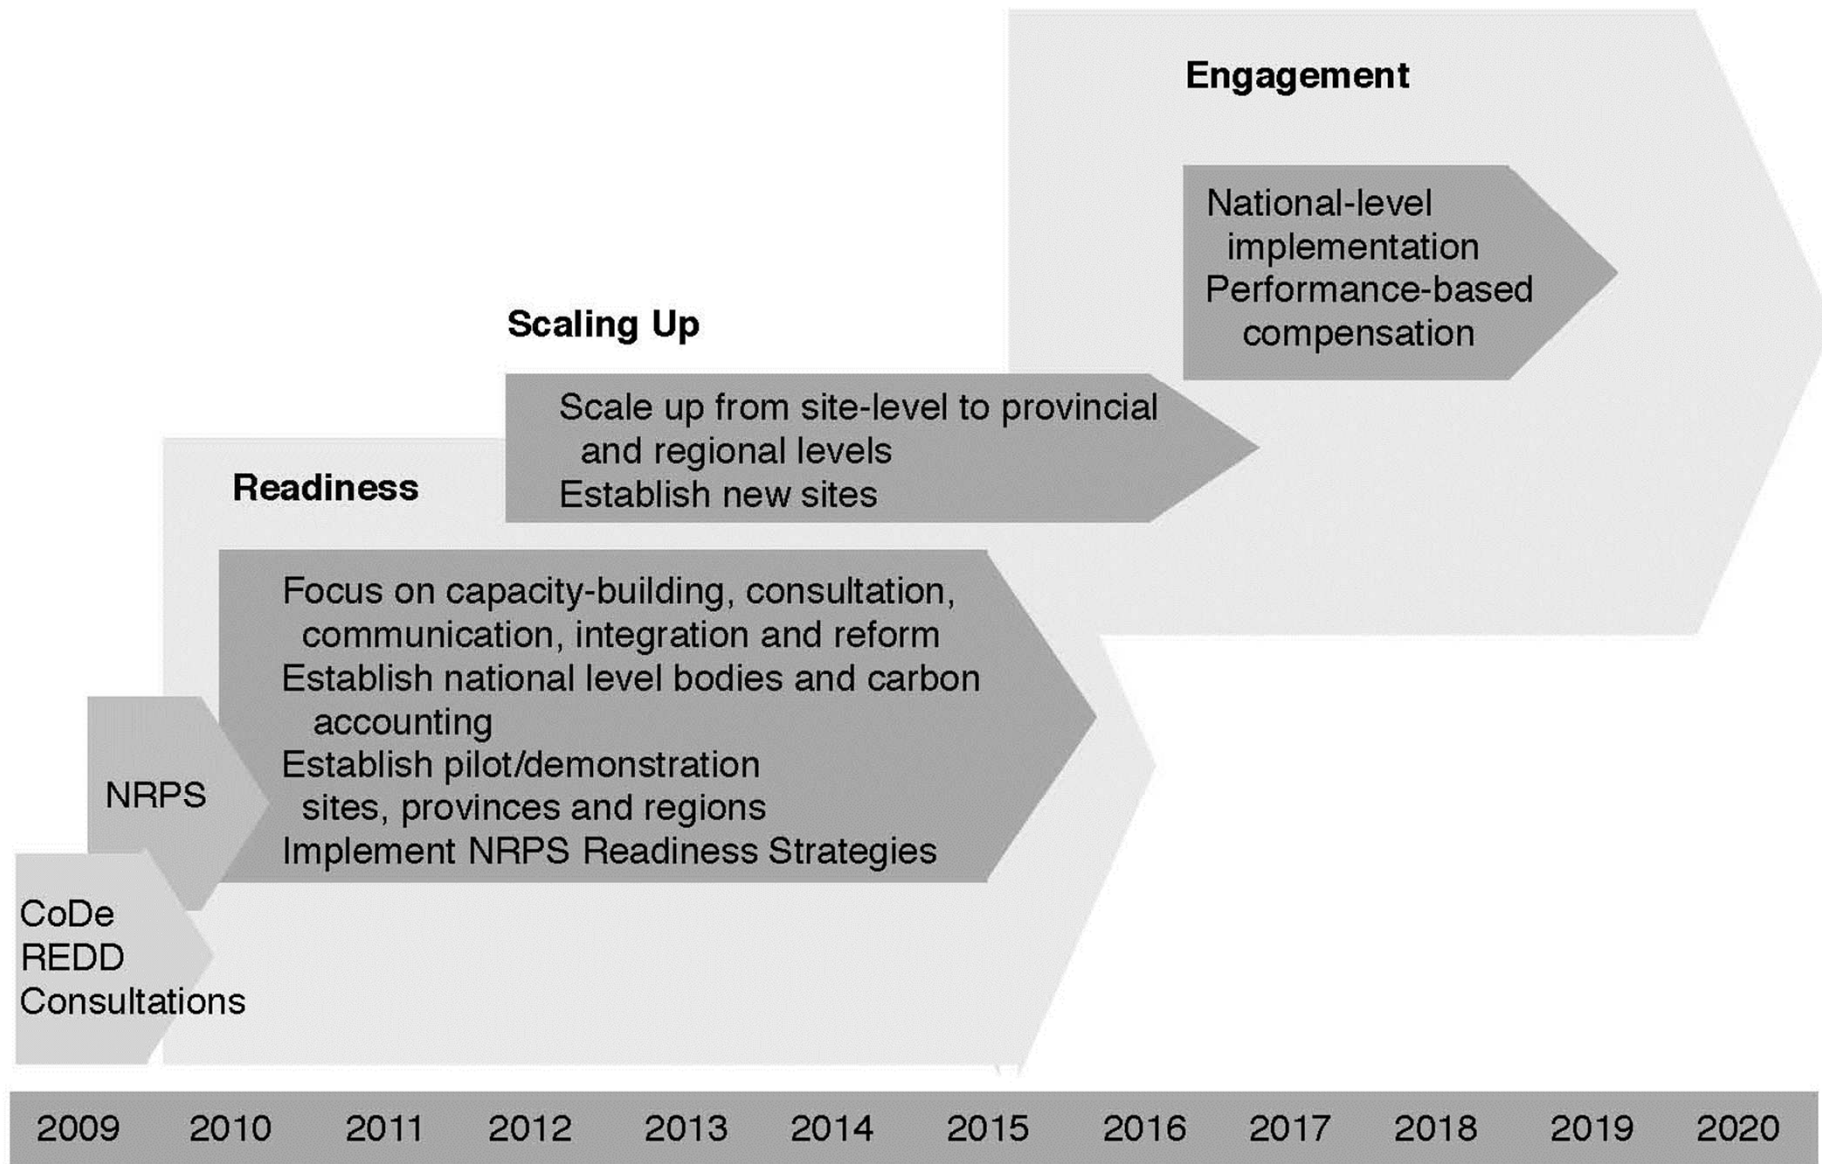 Engagement
National-level
implementation
Performance-based
compensation
Scaling Up
Scale up from site-level to provincial
and regional levels
Establish new sites
Readiness
Focus on capacity-building, consultation,
communication, integration and reform
Establish national level bodies and carbon
accounting
Establish pilot/demonstration
sites, provinces and regions
Implement NRPS Readiness Strategies
NRPS
CoDe
REDD
Consultations
2009 2010 2011 2012 2013 2014 2015 2016 2017 2018 2019 2020